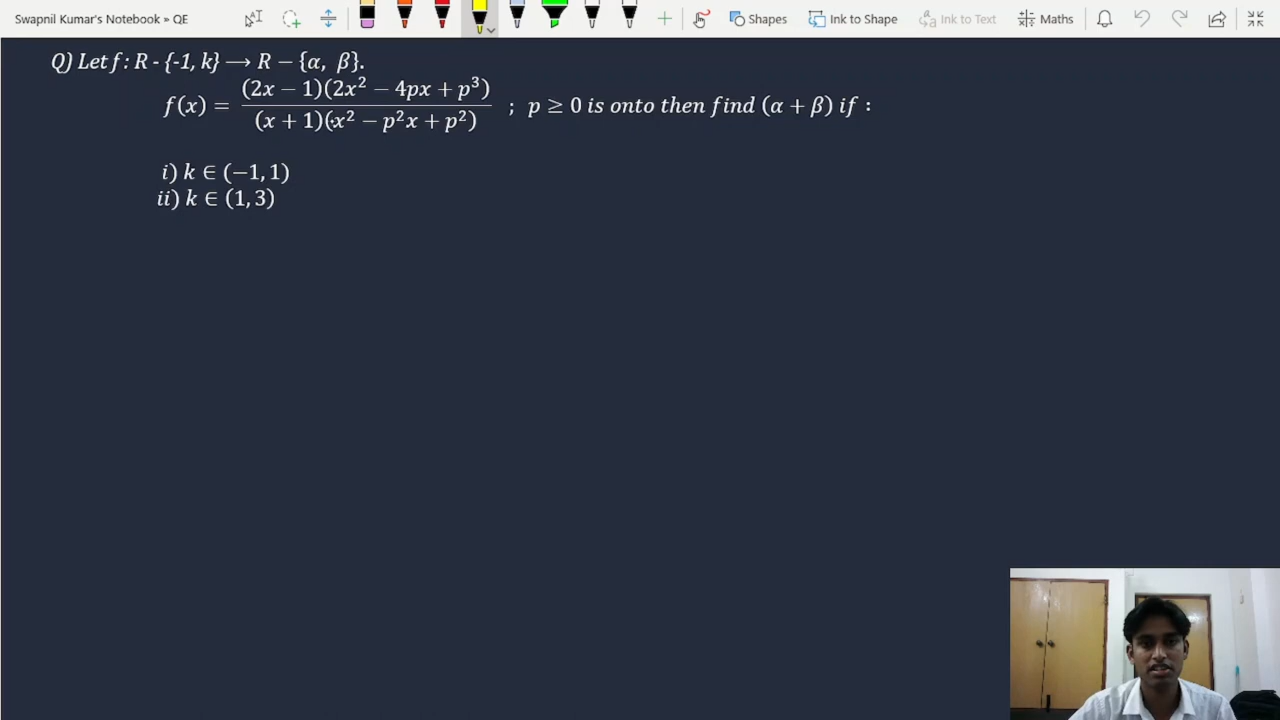 Swapnil Kumar's Notebook » QE
Shapes
Ink to Shape
Ink to Text
Maths
Q) Let f : R - {-1, k} ⟶ R − {α, β}.
f(x) = (2x − 1)(2x² − 4px + p³) / (x + 1)(x² − p²x + p²) ; p ≥ 0 is onto then find (α + β) if :
i) k ∈ (−1, 1)
ii) k ∈ (1, 3)